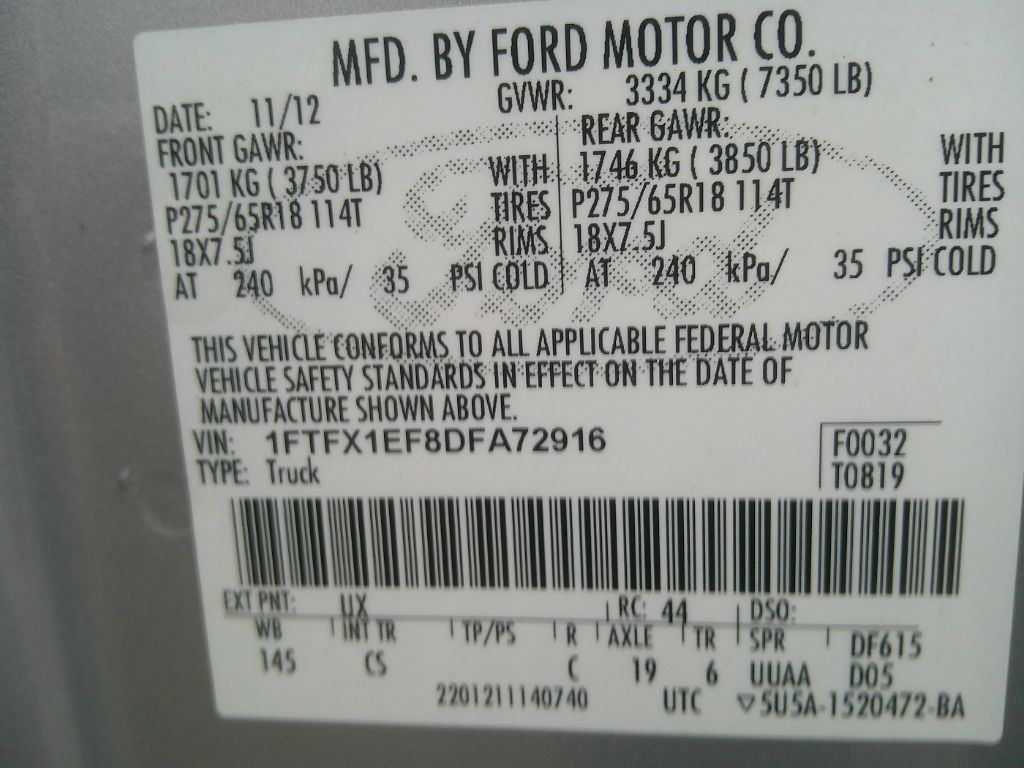 MFD. BY FORD MOTOR CO.
DATE: 11/12 GVWR: 3334 KG ( 7350 LB)
FRONT GAWR: REAR GAWR:
1701 KG ( 3750 LB) WITH 1746 KG ( 3850 LB) WITH
P275/65R18 114T TIRES P275/65R18 114T TIRES
18X7.5J RIMS 18X7.5J RIMS
AT 240 kPa/ 35 PSI COLD AT 240 kPa/ 35 PSI COLD
THIS VEHICLE CONFORMS TO ALL APPLICABLE FEDERAL MOTOR
VEHICLE SAFETY STANDARDS IN EFFECT ON THE DATE OF
MANUFACTURE SHOWN ABOVE.
VIN: 1FTFX1EF8DFA72916 F0032
TYPE: Truck T0819
EXT PNT: UX RC: 44 DSO:
WB INT TR TP/PS R AXLE TR SPR DF615
145 CS C 19 6 UUAA D05
2201211140740 UTC ▽5U5A-1520472-BA